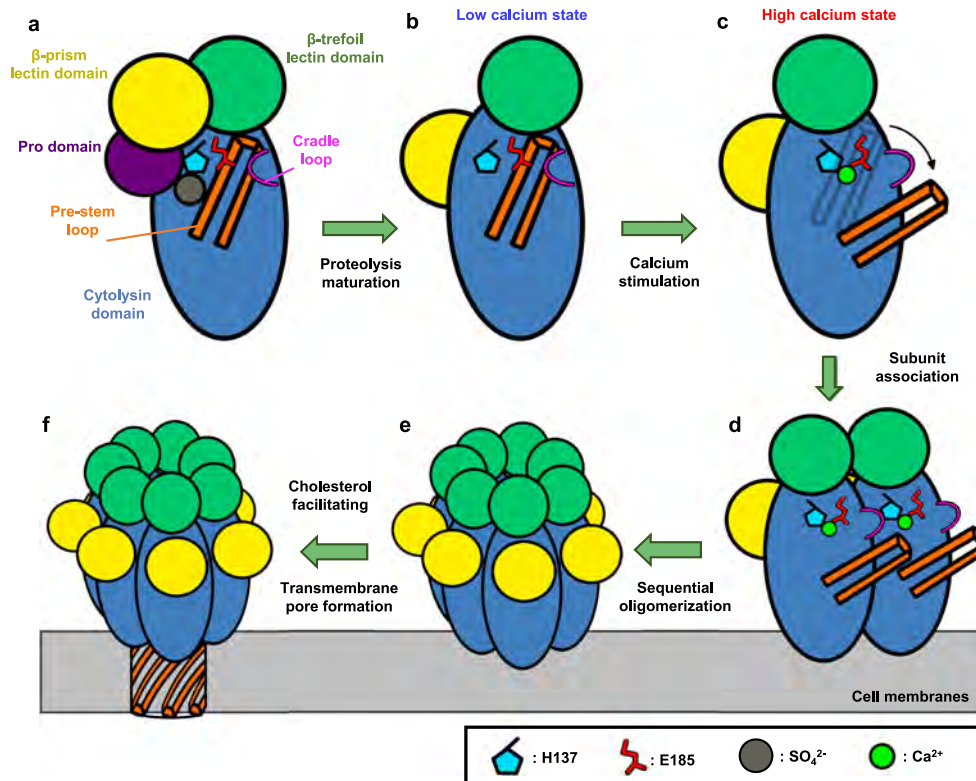 a
b
Low calcium state
c
High calcium state
β-prism
lectin domain
β-trefoil
lectin domain
Pro domain
Cradle
loop
Pre-stem
loop
Cytolysin
domain
Proteolysis
maturation
Calcium
stimulation
Subunit
association
f
e
d
Cholesterol
facilitating
Transmembrane
pore formation
Sequential
oligomerization
Cell membranes
: H137
: E185
: SO₄²⁻
: Ca²⁺